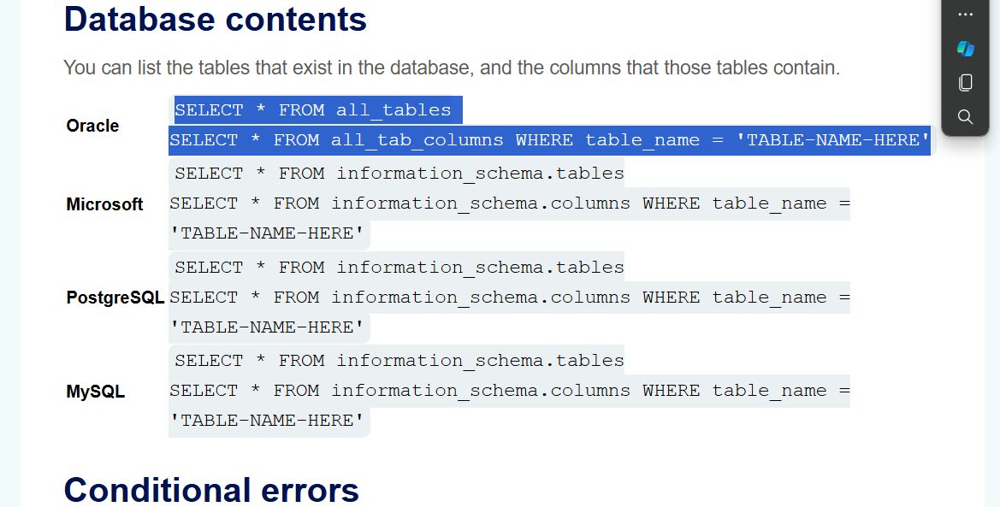 Database contents
You can list the tables that exist in the database, and the columns that those tables contain.
Oracle
SELECT * FROM all_tables
SELECT * FROM all_tab_columns WHERE table_name = 'TABLE-NAME-HERE'
Microsoft
SELECT * FROM information_schema.tables
SELECT * FROM information_schema.columns WHERE table_name =
'TABLE-NAME-HERE'
PostgreSQL
SELECT * FROM information_schema.tables
SELECT * FROM information_schema.columns WHERE table_name =
'TABLE-NAME-HERE'
MySQL
SELECT * FROM information_schema.tables
SELECT * FROM information_schema.columns WHERE table_name =
'TABLE-NAME-HERE'
Conditional errors